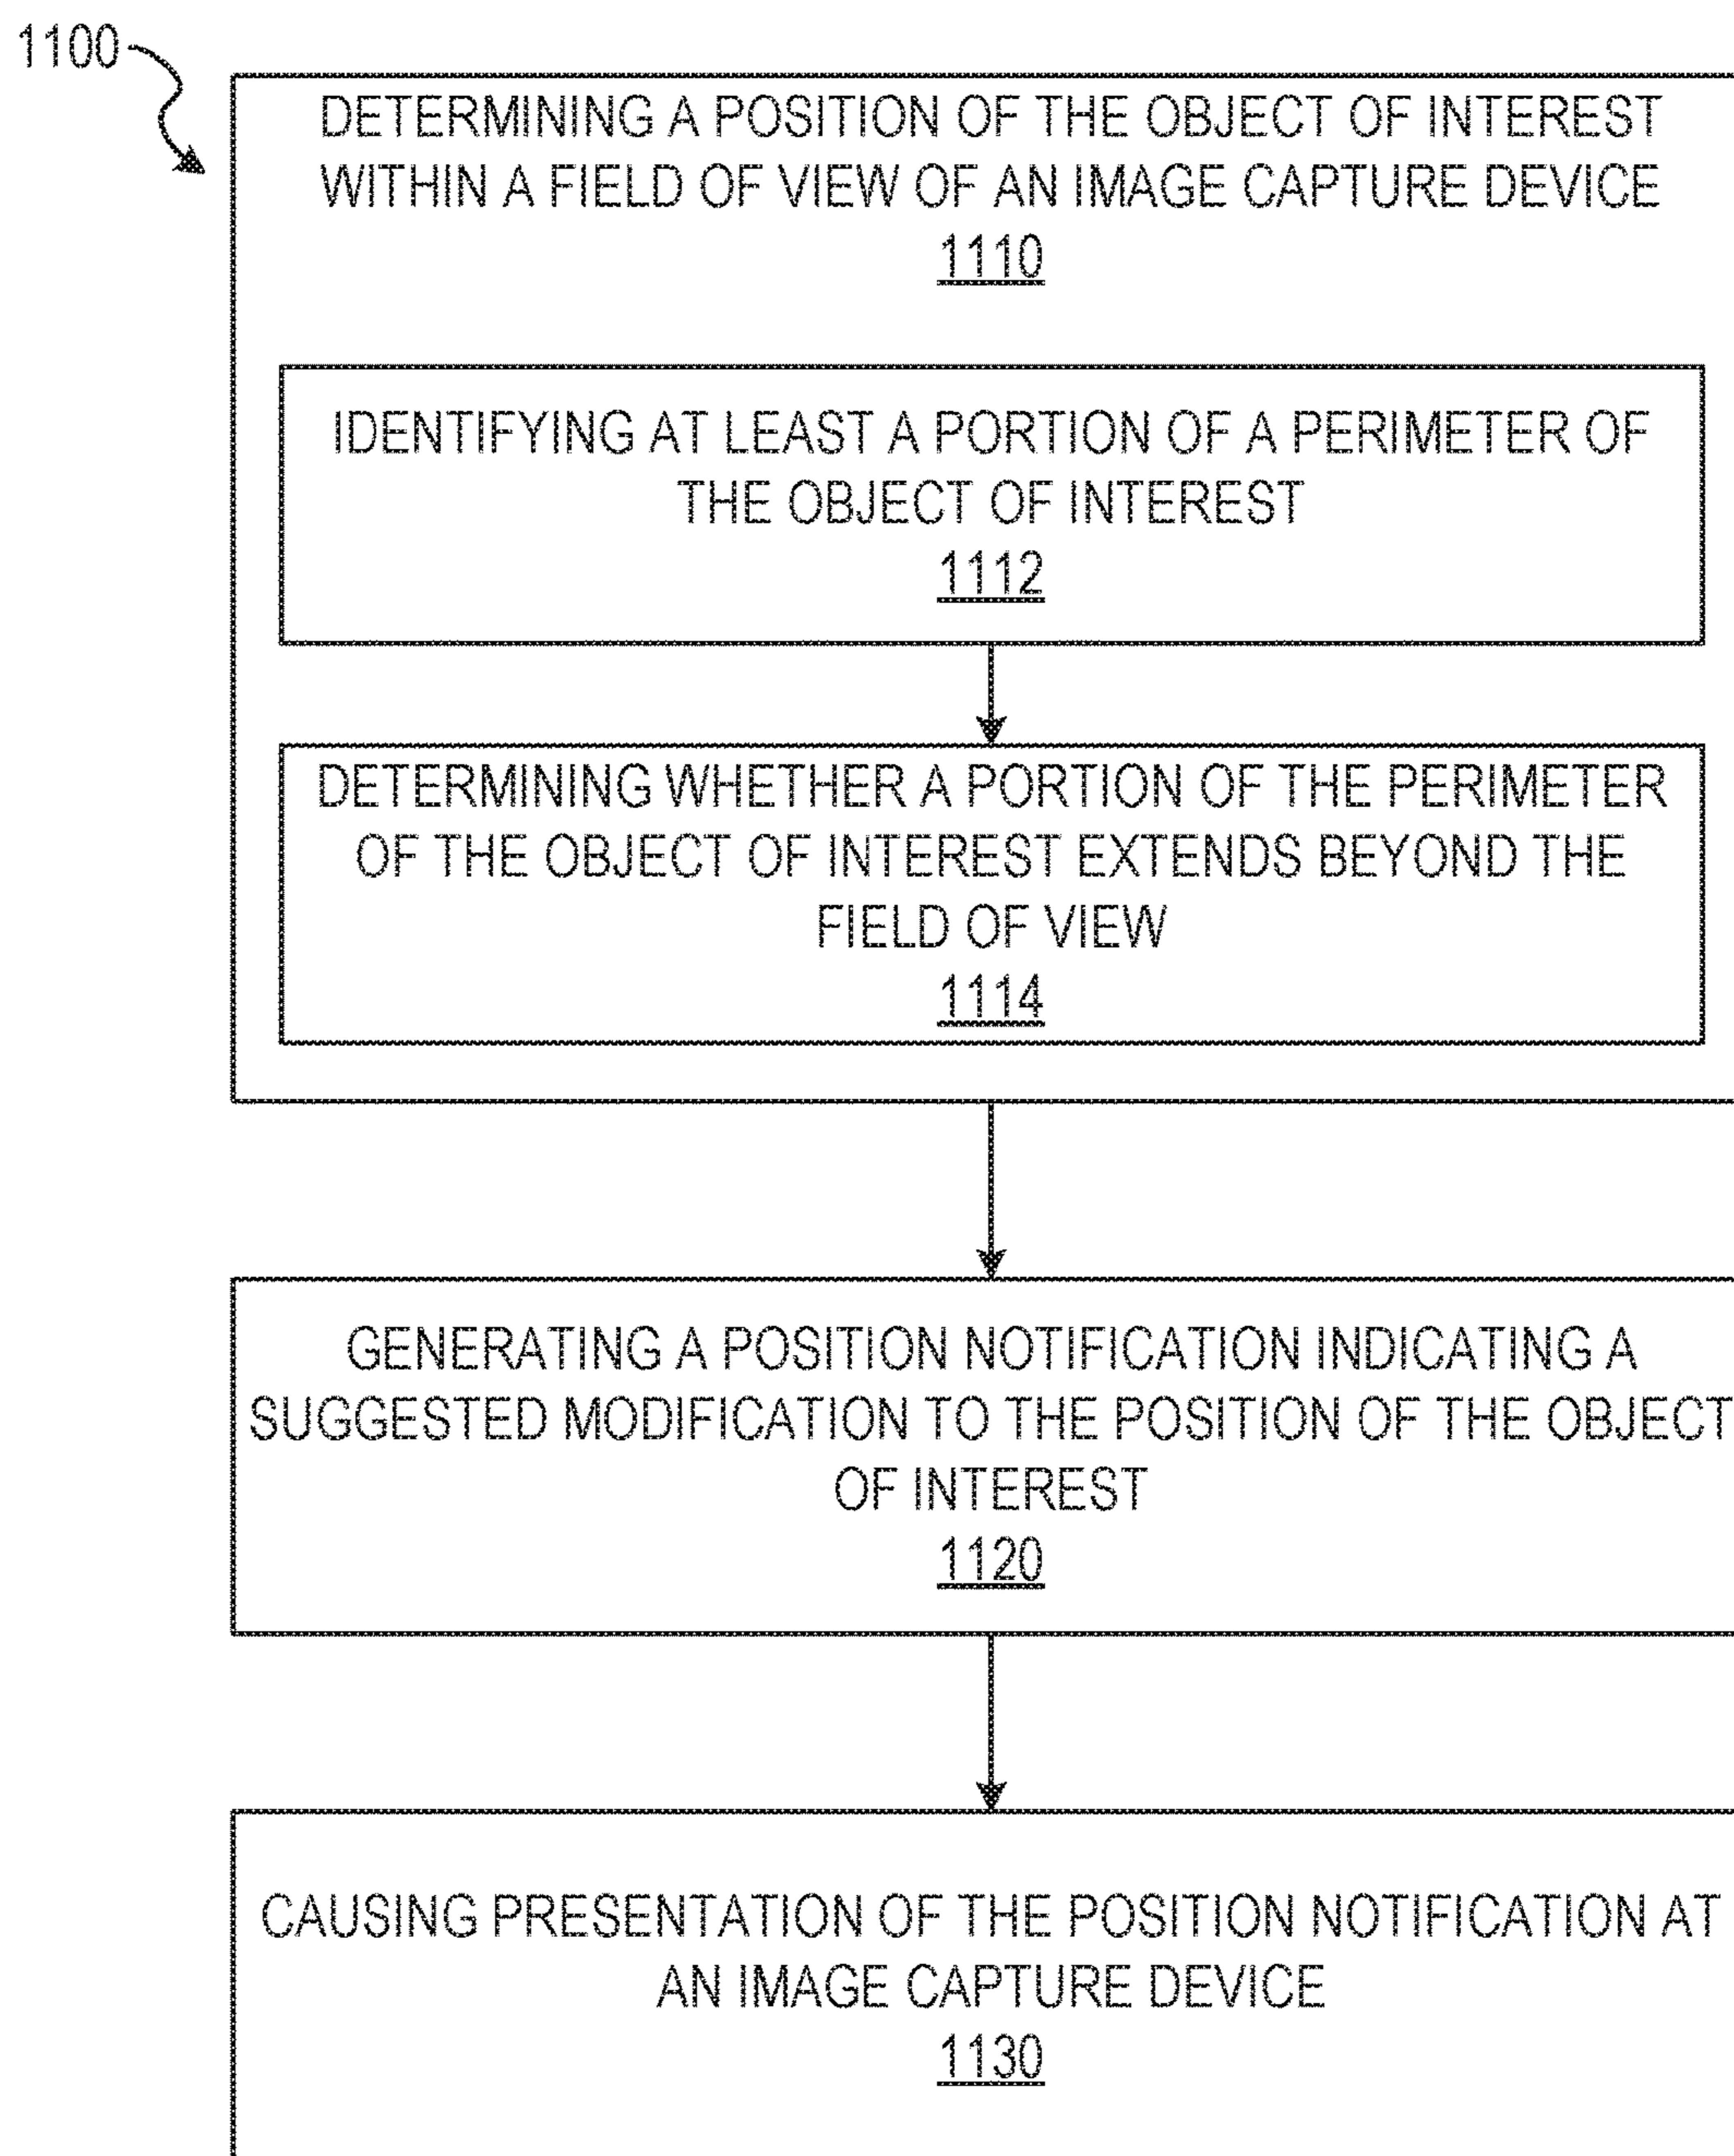 1100
DETERMINING A POSITION OF THE OBJECT OF INTEREST
WITHIN A FIELD OF VIEW OF AN IMAGE CAPTURE DEVICE
1110
IDENTIFYING AT LEAST A PORTION OF A PERIMETER OF
THE OBJECT OF INTEREST
1112
DETERMINING WHETHER A PORTION OF THE PERIMETER
OF THE OBJECT OF INTEREST EXTENDS BEYOND THE
FIELD OF VIEW
1114
GENERATING A POSITION NOTIFICATION INDICATING A
SUGGESTED MODIFICATION TO THE POSITION OF THE OBJECT
OF INTEREST
1120
CAUSING PRESENTATION OF THE POSITION NOTIFICATION AT
AN IMAGE CAPTURE DEVICE
1130